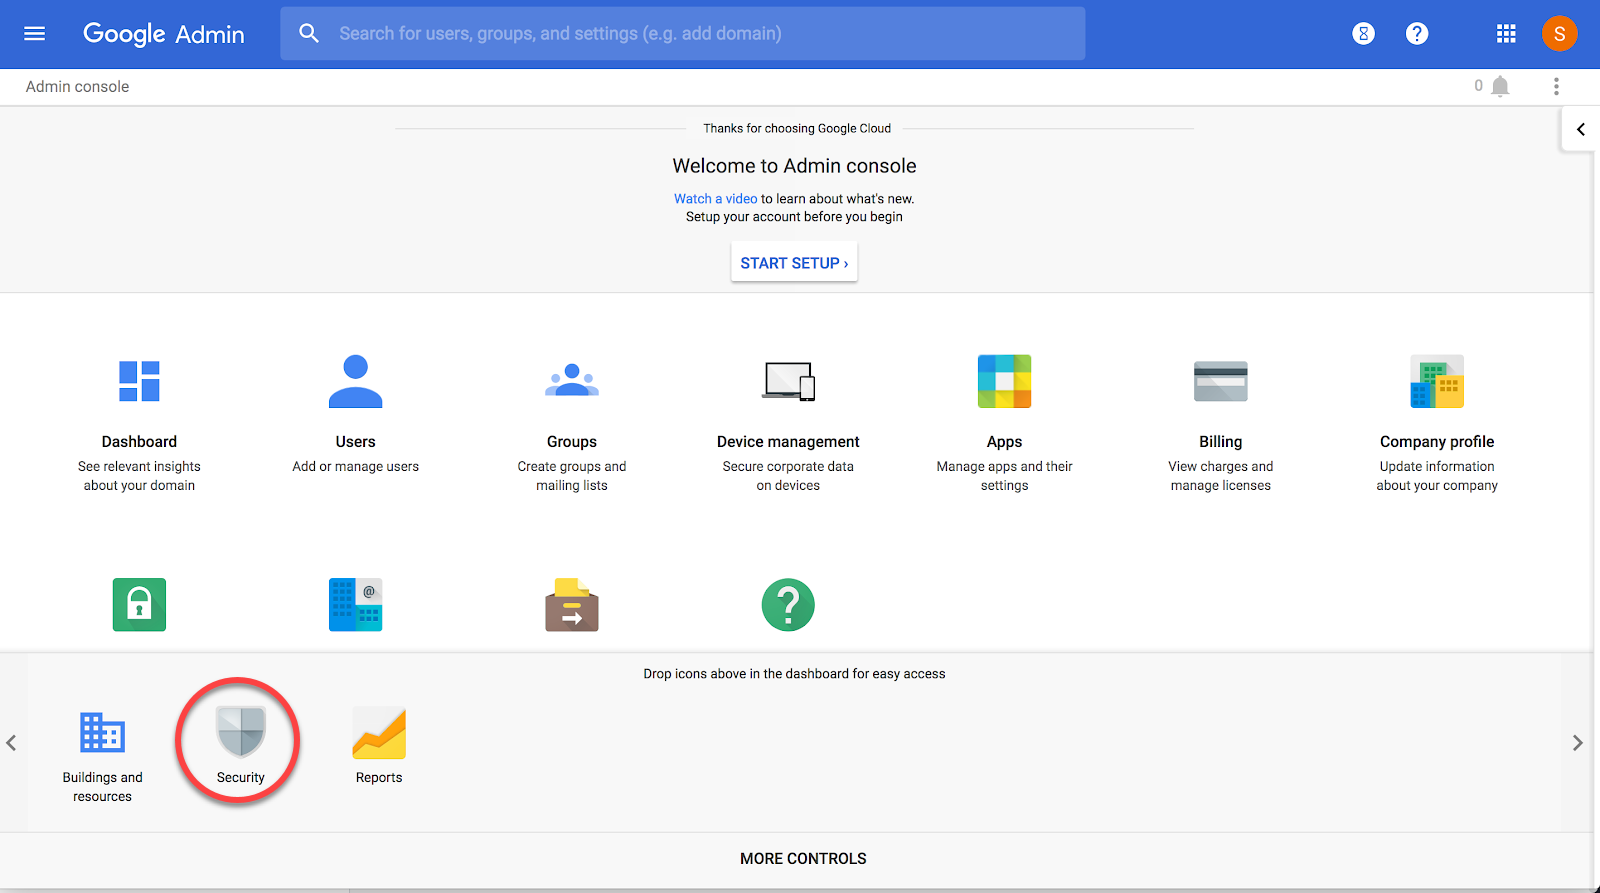 Google Admin
Search for users, groups, and settings (e.g. add domain)
?
S
Admin console
0
Thanks for choosing Google Cloud
Welcome to Admin console
Watch a video to learn about what's new.
Setup your account before you begin
START SETUP ›
Dashboard
See relevant insights
about your domain
Users
Add or manage users
Groups
Create groups and
mailing lists
Device management
Secure corporate data
on devices
Apps
Manage apps and their
settings
Billing
View charges and
manage licenses
Company profile
Update information
about your company
@
?
Drop icons above in the dashboard for easy access
Buildings and
resources
Security
Reports
MORE CONTROLS